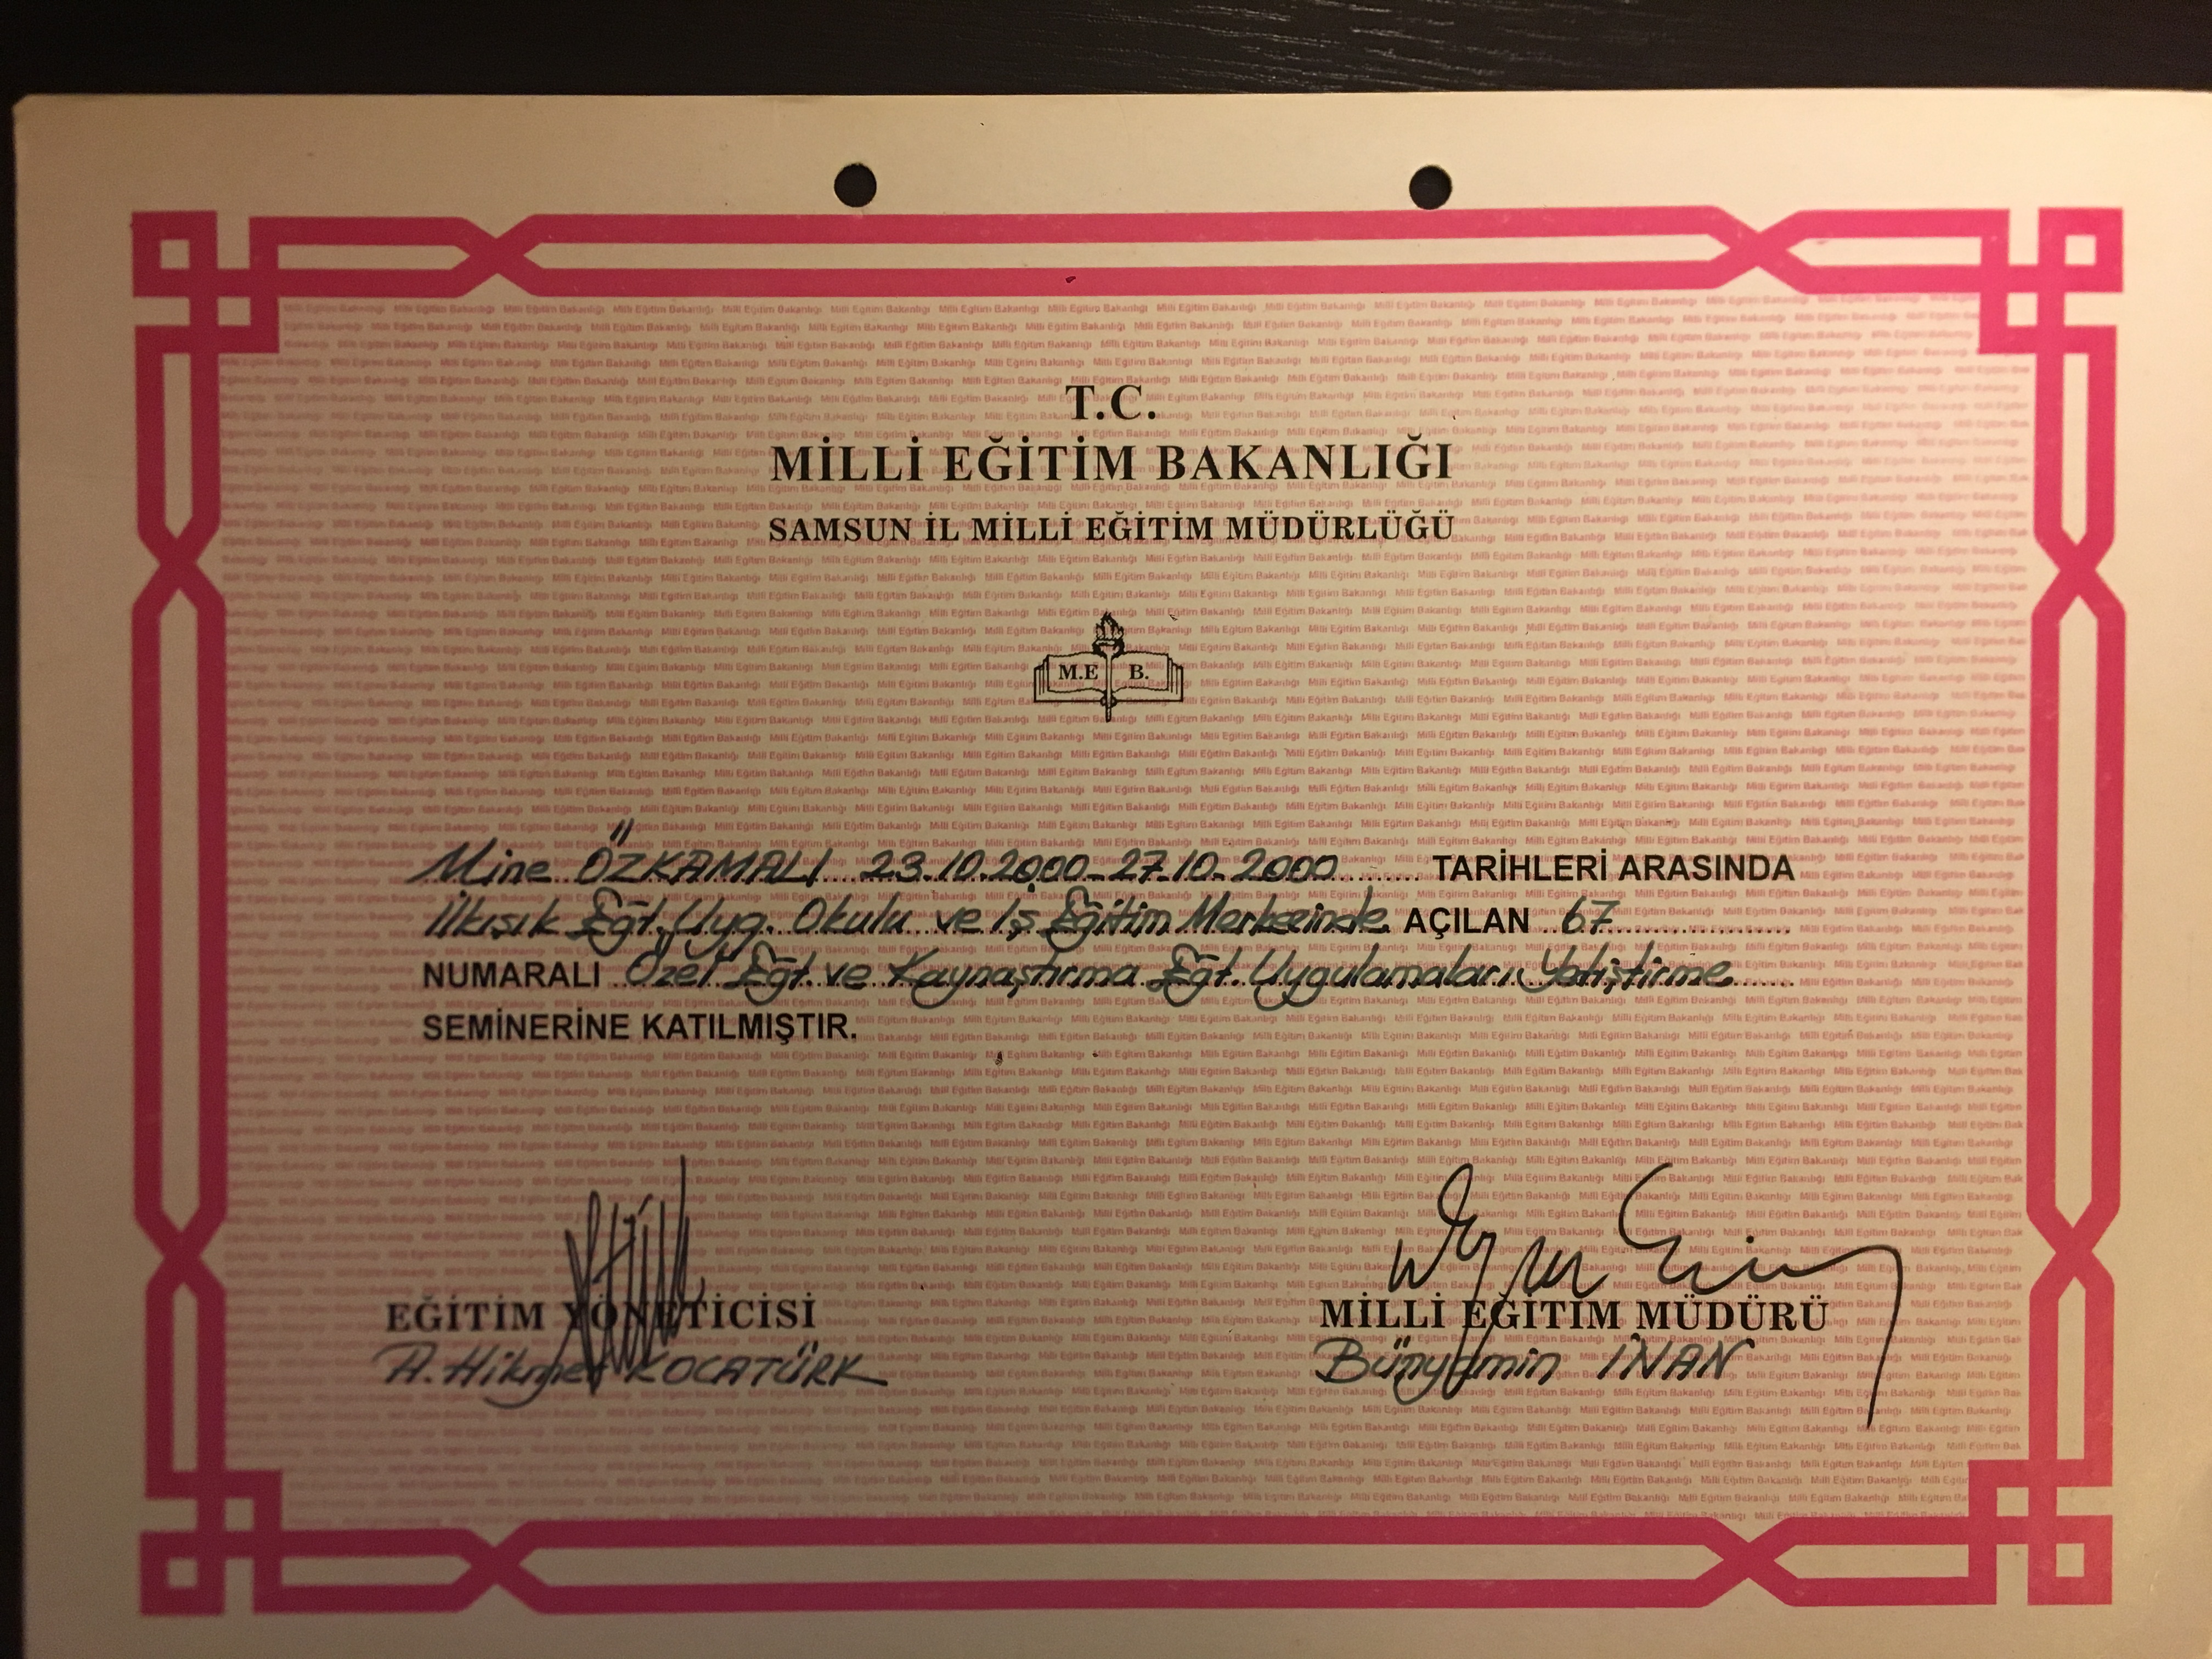 T.C.
MİLLİ EĞİTİM BAKANLIĞI
SAMSUN İL MİLLİ EĞİTİM MÜDÜRLÜĞÜ
M.E B.
Mine ÖZKAMALI 23.10.2000-27.10.2000 TARİHLERİ ARASINDA
İlkışık Eğt. Uyg. Okulu ve İş Eğitim Merkezinde AÇILAN 67
NUMARALI Özel Eğt. ve Kaynaştırma Eğt. Uygulamaları Yetiştirme
SEMİNERİNE KATILMIŞTIR.
EĞİTİM YÖNETİCİSİ
A. Hikmet KOCATÜRK
MİLLİ EĞİTİM MÜDÜRÜ
Bünyamin İNAN